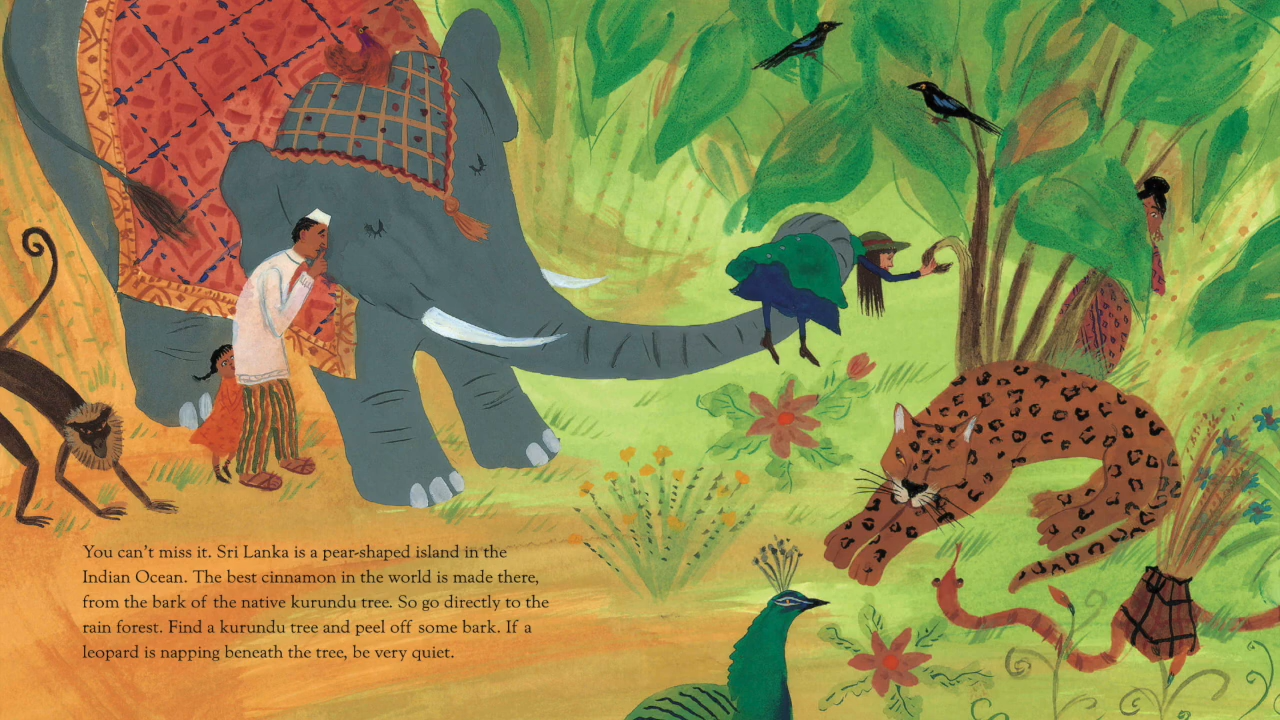 You can't miss it. Sri Lanka is a pear-shaped island in the
Indian Ocean. The best cinnamon in the world is made there,
from the bark of the native kurundu tree. So go directly to the
rain forest. Find a kurundu tree and peel off some bark. If a
leopard is napping beneath the tree, be very quiet.